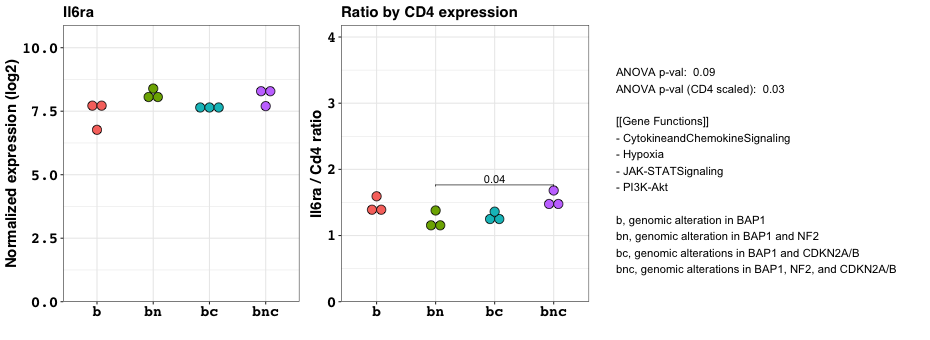 Il6ra
Normalized expression (log2)
10.0
7.5
5.0
2.5
0.0
b bn bc bnc
Ratio by CD4 expression
Il6ra / Cd4 ratio
4
3
2
1
0
0.04
b bn bc bnc
ANOVA p-val: 0.09
ANOVA p-val (CD4 scaled): 0.03
[[Gene Functions]]
- CytokineandChemokineSignaling
- Hypoxia
- JAK-STATSignaling
- PI3K-Akt
b, genomic alteration in BAP1
bn, genomic alteration in BAP1 and NF2
bc, genomic alterations in BAP1 and CDKN2A/B
bnc, genomic alterations in BAP1, NF2, and CDKN2A/B